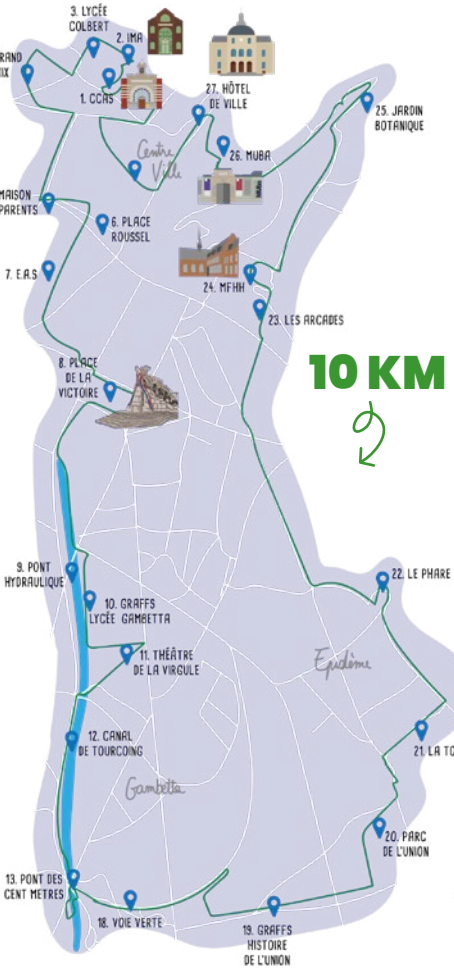 3. LYCÉE
COLBERT
2. IMA
1. CCAS
27. HÔTEL
DE VILLE
25. JARDIN
BOTANIQUE
Centre
Ville
26. MUBA
MAISON
PARENTS
6. PLACE
ROUSSEL
7. E.A.S
24. MFHH
23. LES ARCADES
8. PLACE
DE LA
VICTOIRE
10 KM
9. PONT
HYDRAULIQUE
22. LE PHARE
10. GRAFFS
LYCÉE GAMBETTA
11. THÉÂTRE
DE LA VIRGULE
Epidème
12. CANAL
DE TOURCOING
21. LA TO
Gambetta
20. PARC
DE L'UNION
13. PONT DES
CENT METRES
18. VOIE VERTE
19. GRAFFS
HISTOIRE
DE L'UNION